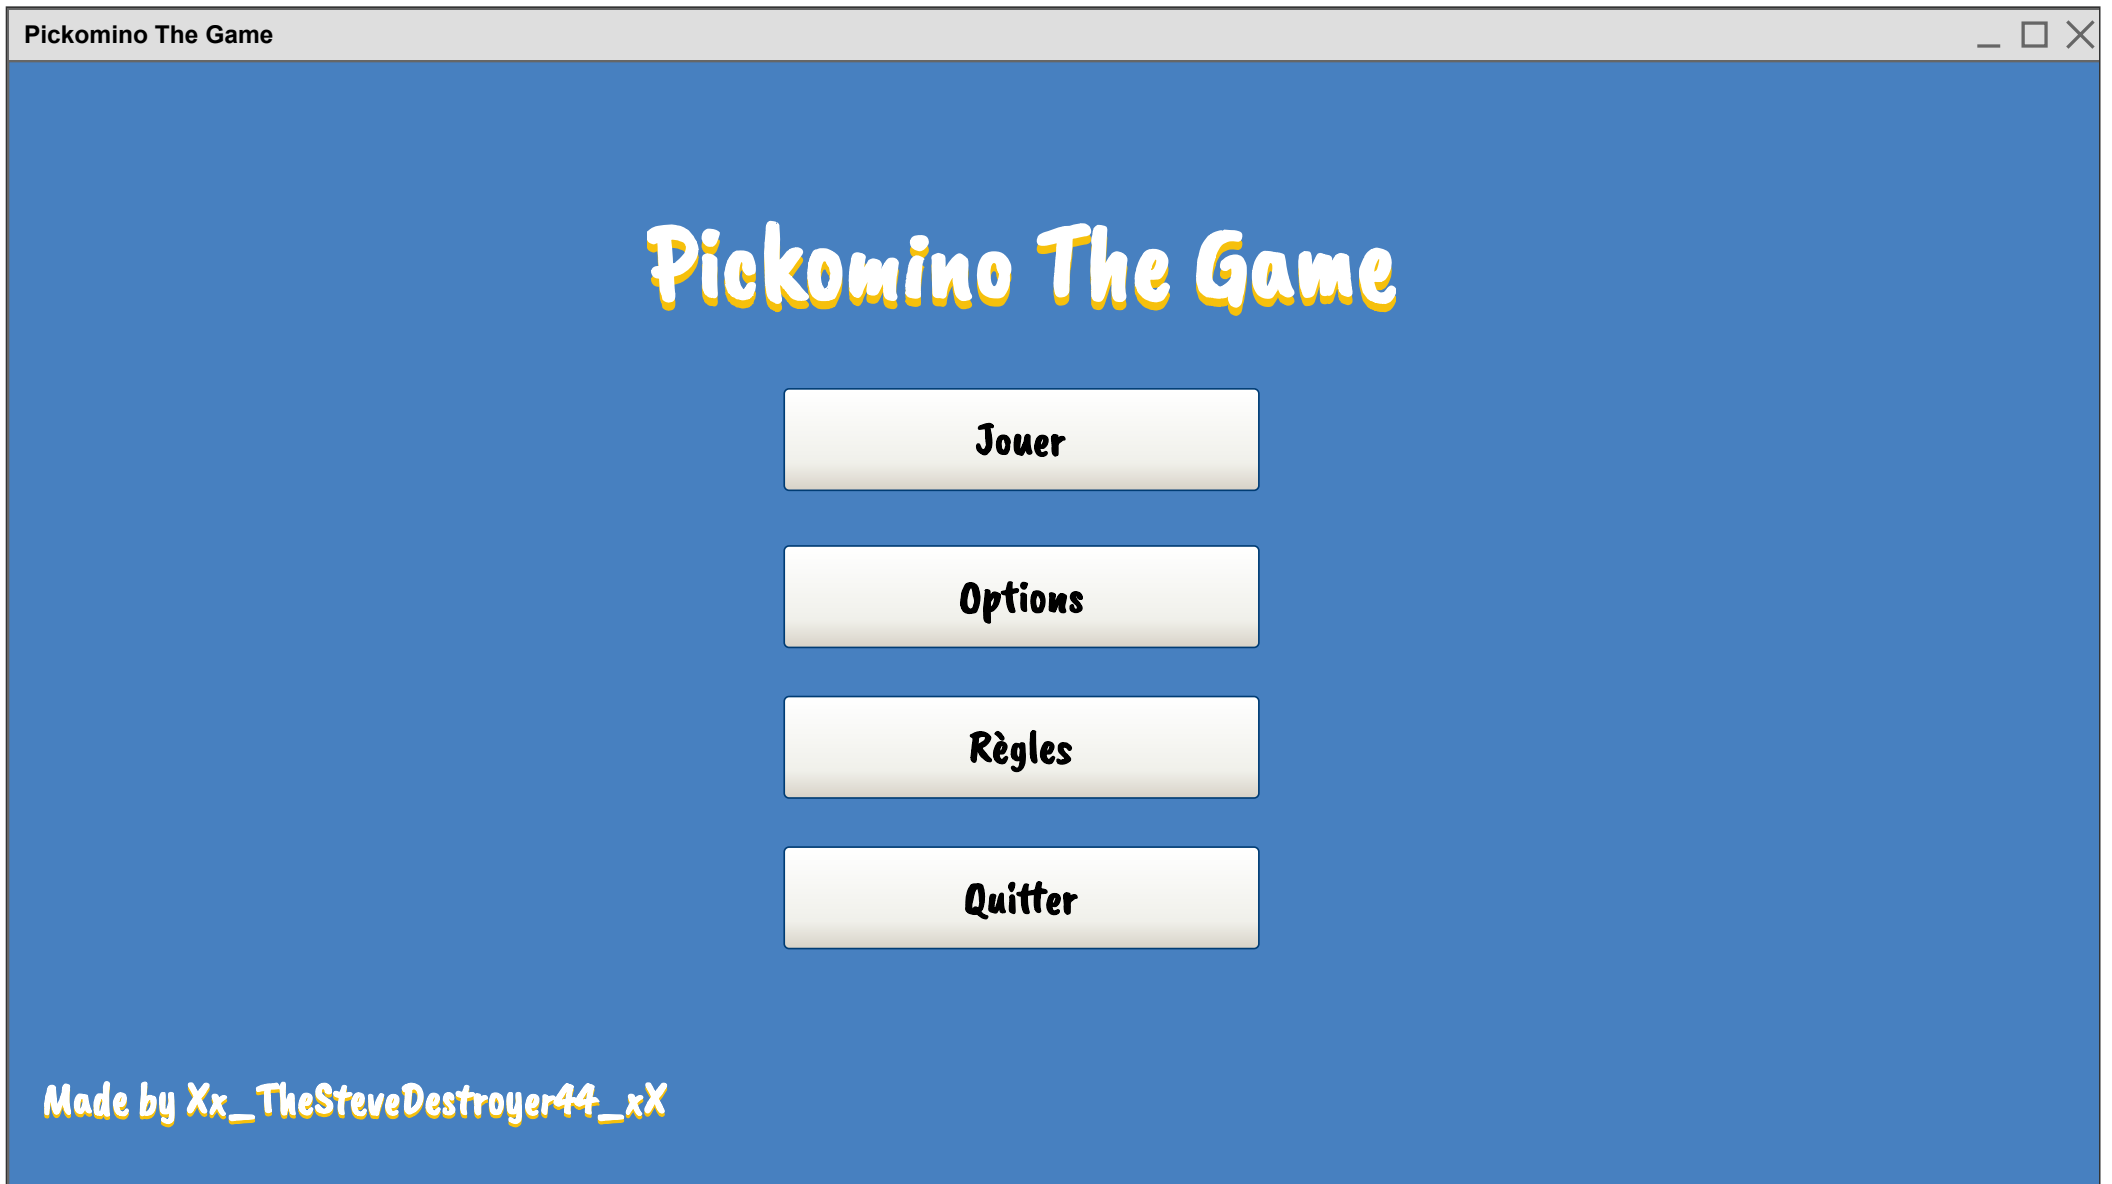 Pickomino The Game
Pickomino The Game
Jouer
Options
Règles
Quitter
Made by Xx_TheSteveDestroyer44_xX